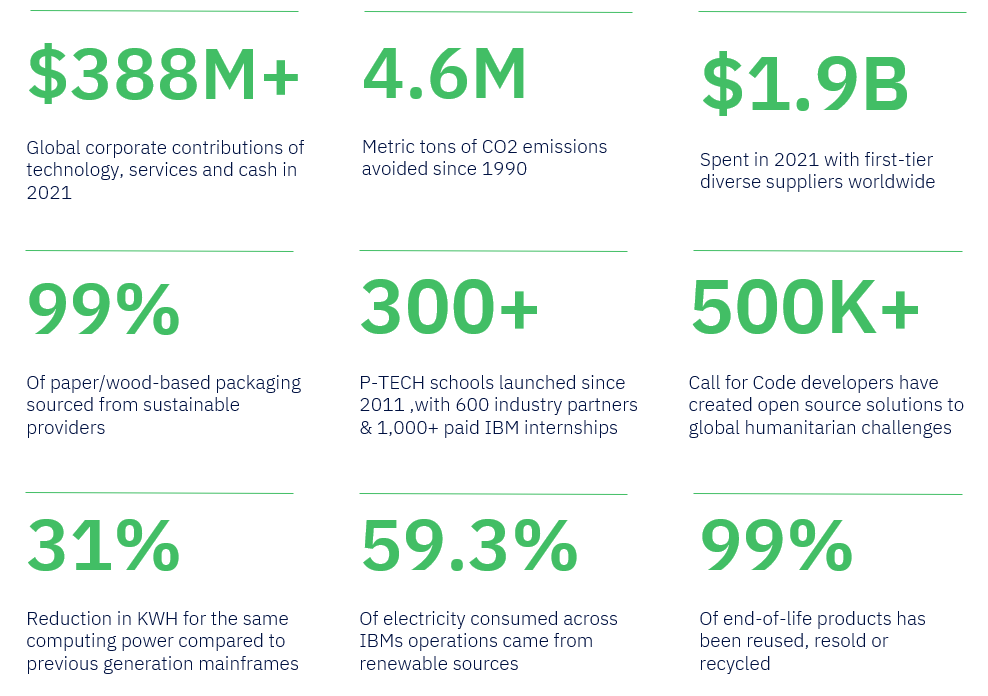 $388M+
Global corporate contributions of
technology, services and cash in
2021
4.6M
Metric tons of CO2 emissions
avoided since 1990
$1.9B
Spent in 2021 with first-tier
diverse suppliers worldwide
99%
Of paper/wood-based packaging
sourced from sustainable
providers
300+
P-TECH schools launched since
2011 ,with 600 industry partners
& 1,000+ paid IBM internships
500K+
Call for Code developers have
created open source solutions to
global humanitarian challenges
31%
Reduction in KWH for the same
computing power compared to
previous generation mainframes
59.3%
Of electricity consumed across
IBMs operations came from
renewable sources
99%
Of end-of-life products has
been reused, resold or
recycled